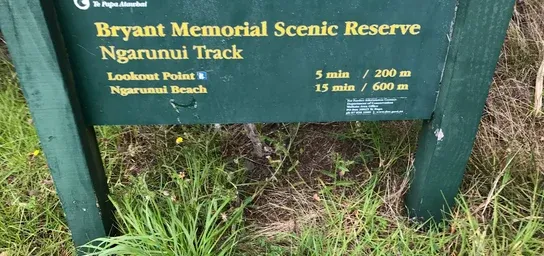 Te Papa Atawhai
Bryant Memorial Scenic Reserve
Ngarunui Track
Lookout Point 5 min / 200 m
Ngarunui Beach 15 min / 600 m